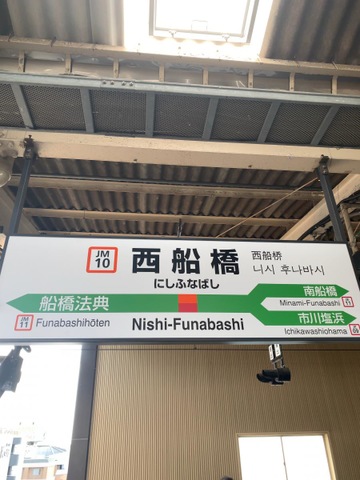 JM
10
西船橋
にしふなばし
西船桥
니시 후나바시
船橋法典
JM
11
Funabashihōten
Nishi-Funabashi
南船橋
Minami-Funabashi
市川塩浜
Ichikawashiohama
09